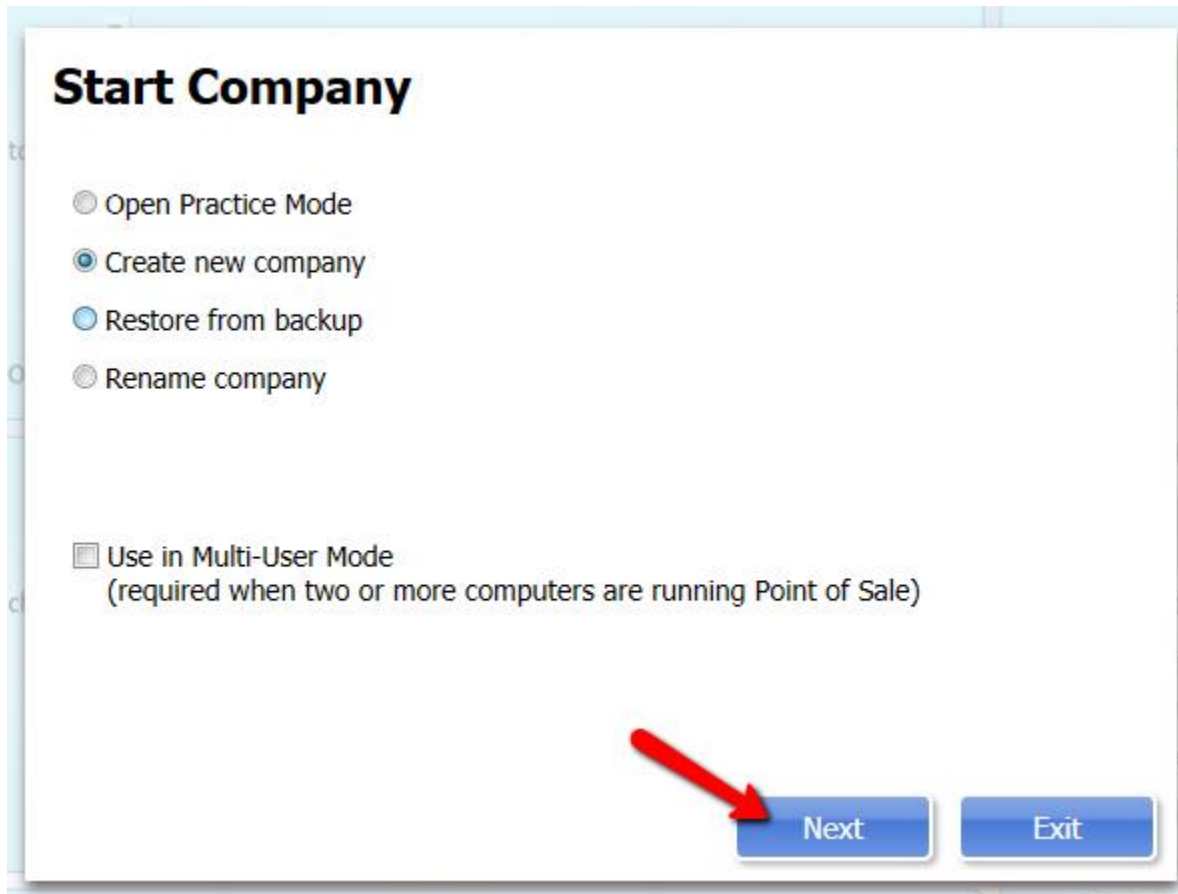 Start Company
Open Practice Mode
Create new company
Restore from backup
Rename company
Use in Multi-User Mode
(required when two or more computers are running Point of Sale)
Next
Exit